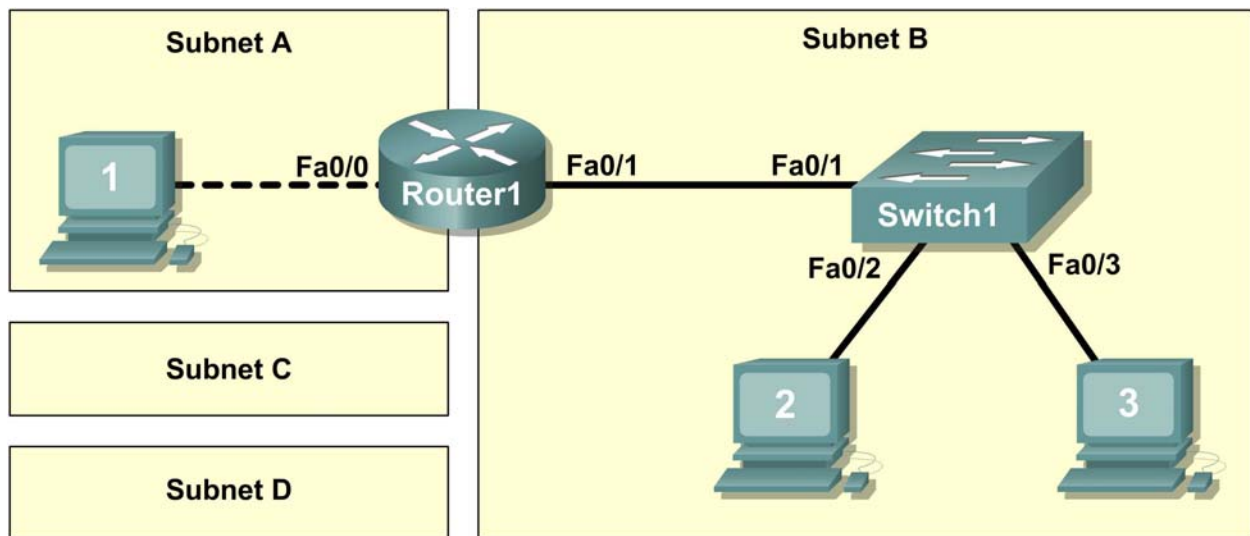 Subnet A
Subnet B
1
Fa0/0
Router1
Fa0/1
Fa0/1
Switch1
Fa0/2
Fa0/3
Subnet C
2
3
Subnet D